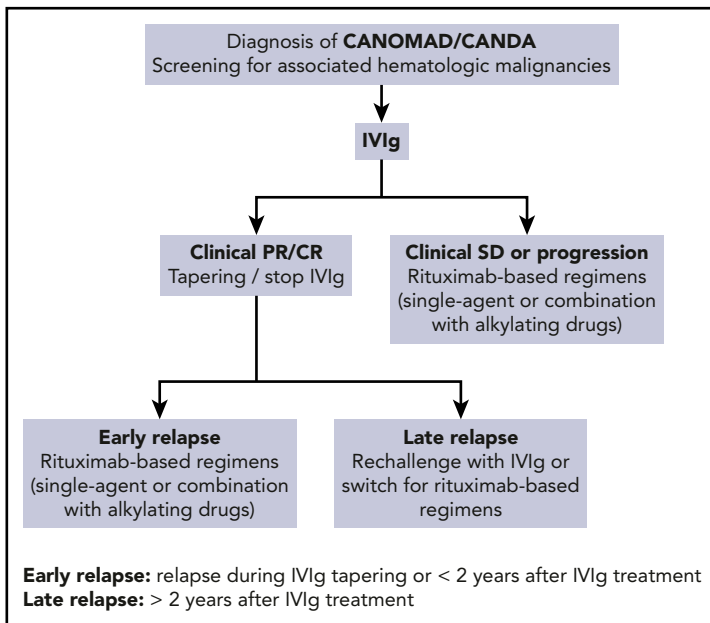 Diagnosis of CANOMAD/CANDA
Screening for associated hematologic malignancies
IVIg
Clinical PR/CR
Tapering / stop IVIg
Clinical SD or progression
Rituximab-based regimens
(single-agent or combination
with alkylating drugs)
Early relapse
Rituximab-based regimens
(single-agent or combination
with alkylating drugs)
Late relapse
Rechallenge with IVIg or
switch for rituximab-based
regimens
Early relapse: relapse during IVIg tapering or < 2 years after IVIg treatment
Late relapse: > 2 years after IVIg treatment